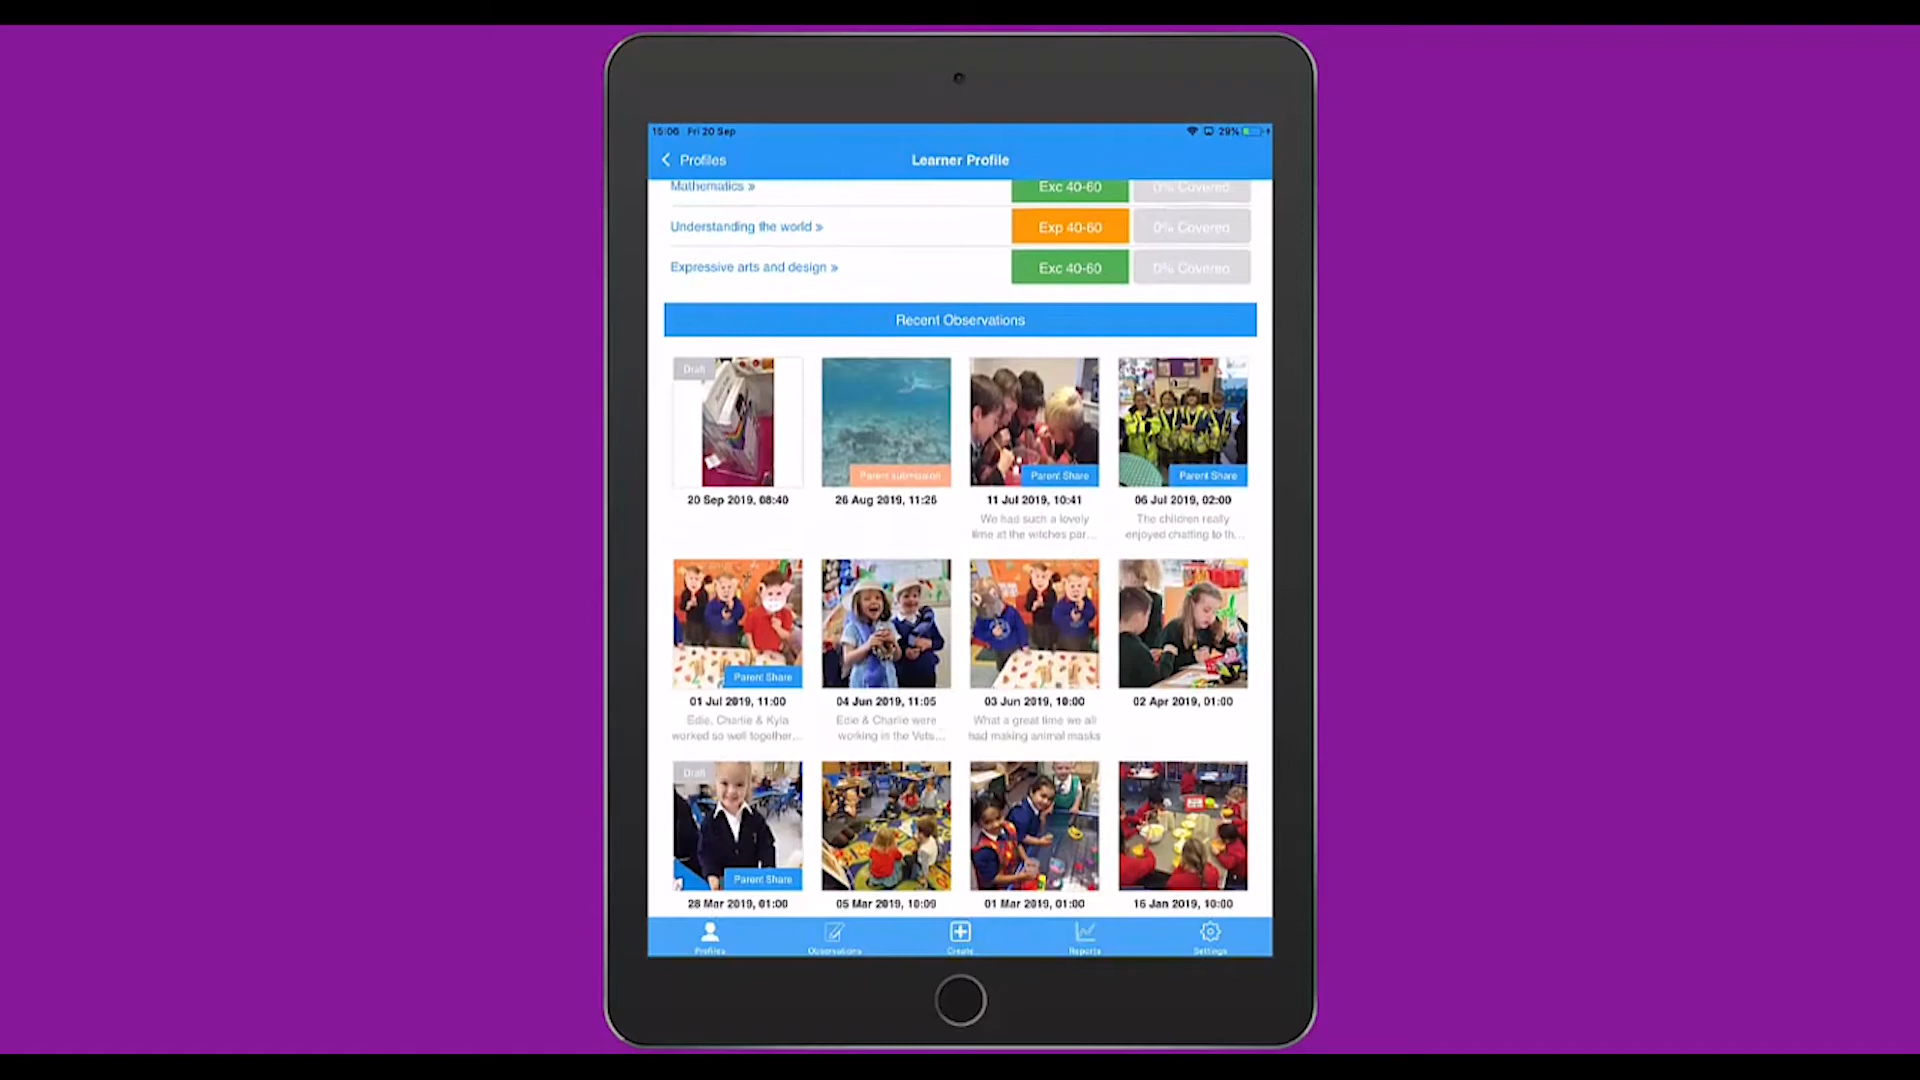 15:06 Fri 20 Sep
29%
Profiles
Learner Profile
Mathematics »
Exc 40-60
0% Covered
Understanding the world »
Exp 40-60
0% Covered
Expressive arts and design »
Exc 40-60
0% Covered
Recent Observations
Draft
Parent submission
Parent Share
Parent Share
20 Sep 2019, 08:40
26 Aug 2019, 11:26
11 Jul 2019, 10:41
06 Jul 2019, 02:00
We had such a lovely
time at the witches par...
The children really
enjoyed chatting to th...
Parent Share
01 Jul 2019, 11:00
04 Jun 2019, 11:05
03 Jun 2019, 10:00
02 Apr 2019, 01:00
Edie, Charlie & Kyla
worked so well together...
Edie & Charlie were
working in the Vets...
What a great time we all
had making animal masks
Draft
Parent Share
28 Mar 2019, 01:00
05 Mar 2019, 10:09
01 Mar 2019, 01:00
16 Jan 2019, 10:00
Profiles
Observations
Create
Reports
Settings